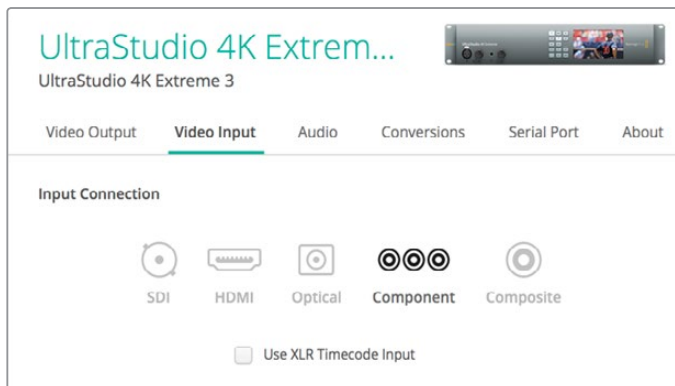 UltraStudio 4K Extrem...
UltraStudio 4K Extreme 3
Video Output Video Input Audio Conversions Serial Port About
Input Connection
SDI HDMI Optical Component Composite
Use XLR Timecode Input